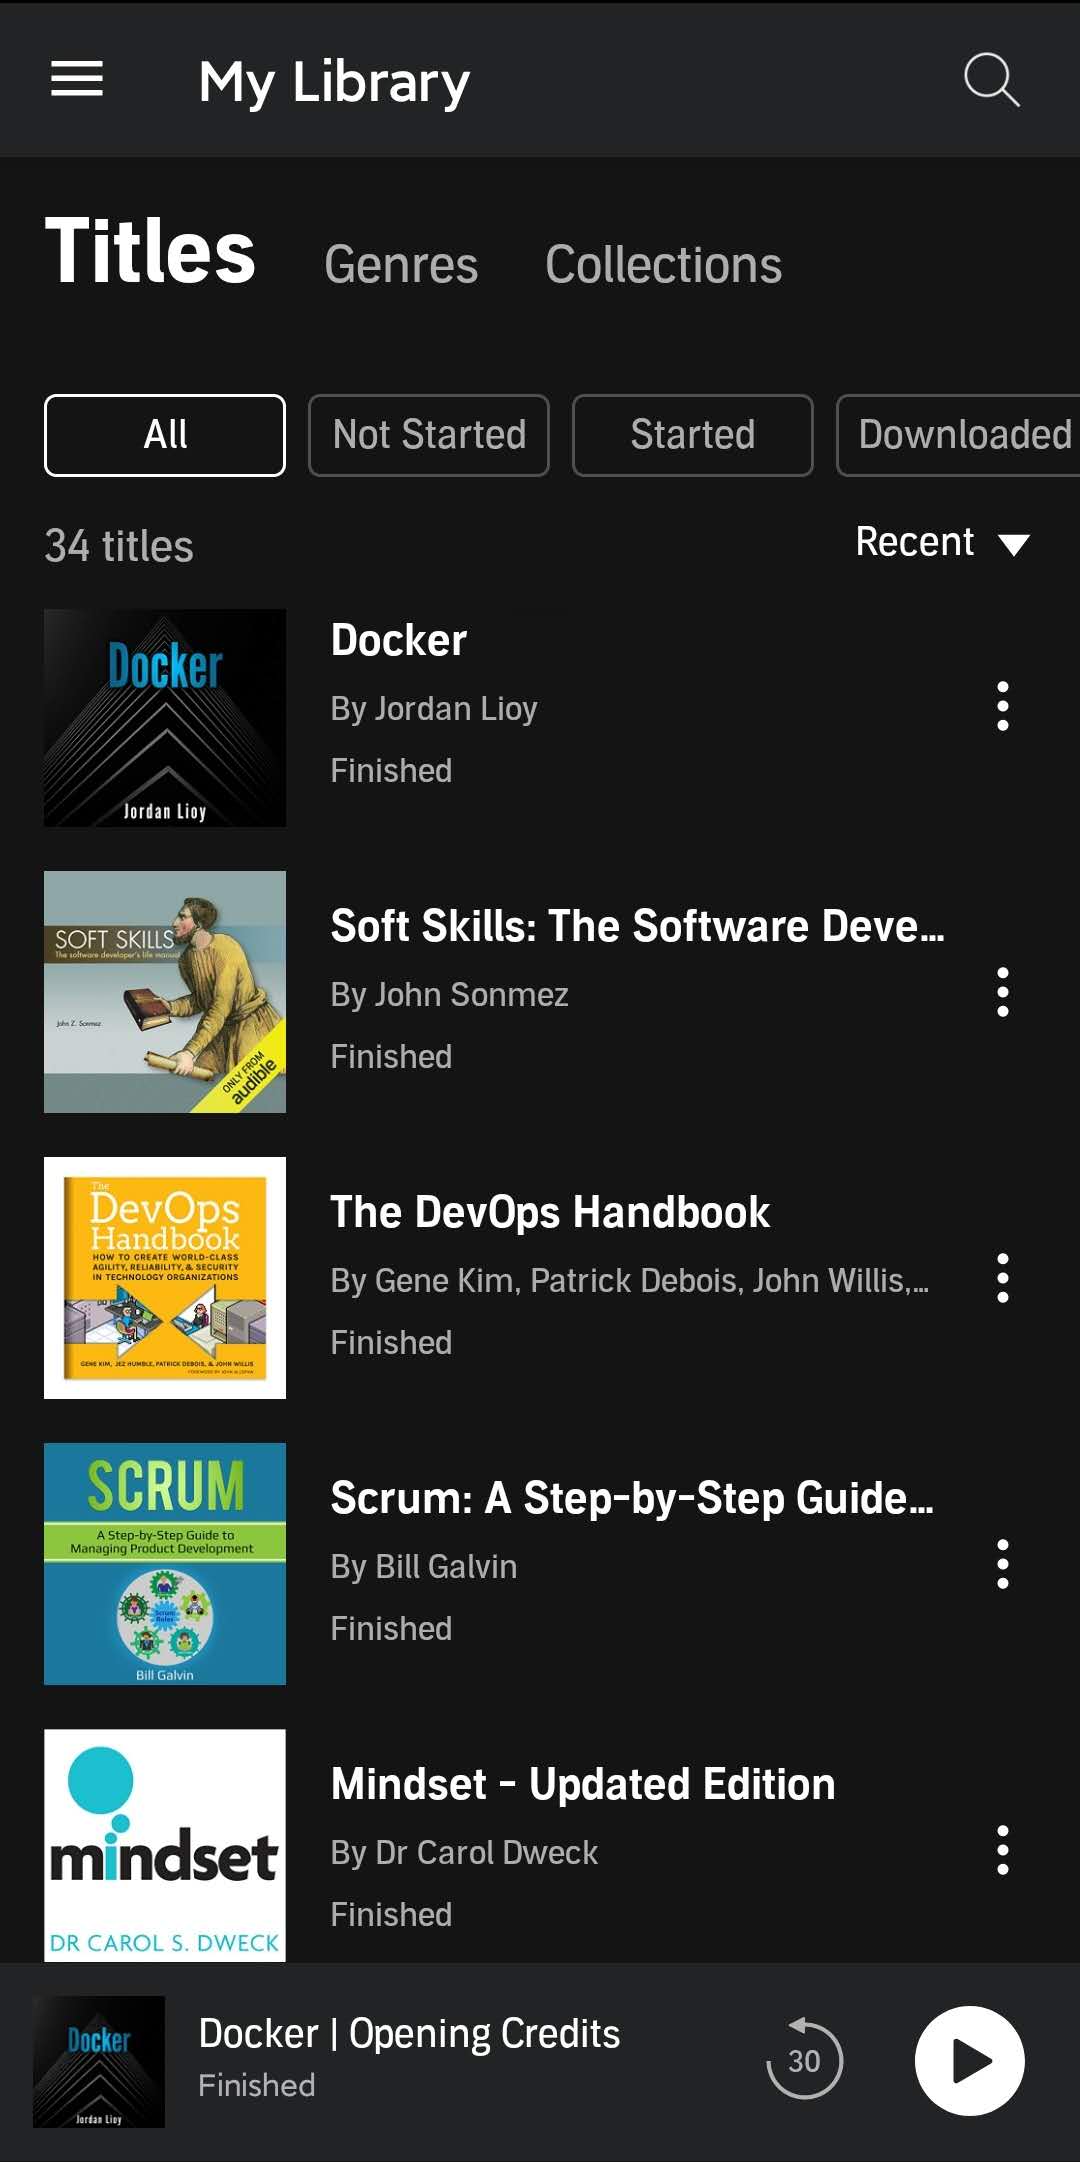 My Library
Titles
Genres
Collections
All
Not Started
Started
Downloaded
34 titles
Recent
Docker
Jordan Lioy
Docker
By Jordan Lioy
Finished
SOFT SKILLS
The software developer's life manual
John Z. Sonmez
ONLY FROM
audible
Soft Skills: The Software Deve...
By John Sonmez
Finished
The
DevOps
Handbook
HOW TO CREATE WORLD-CLASS
AGILITY, RELIABILITY, & SECURITY
IN TECHNOLOGY ORGANIZATIONS
GENE KIM, JEZ HUMBLE, PATRICK DEBOIS, & JOHN WILLIS
FOREWORD BY JOHN ALLSPAW
The DevOps Handbook
By Gene Kim, Patrick Debois, John Willis,...
Finished
SCRUM
A Step-by-Step Guide to
Managing Product Development
Scrum
Roles
Bill Galvin
Scrum: A Step-by-Step Guide...
By Bill Galvin
Finished
mindset
DR CAROL S. DWECK
Mindset - Updated Edition
By Dr Carol Dweck
Finished
Docker
Jordan Lioy
Docker | Opening Credits
Finished
30